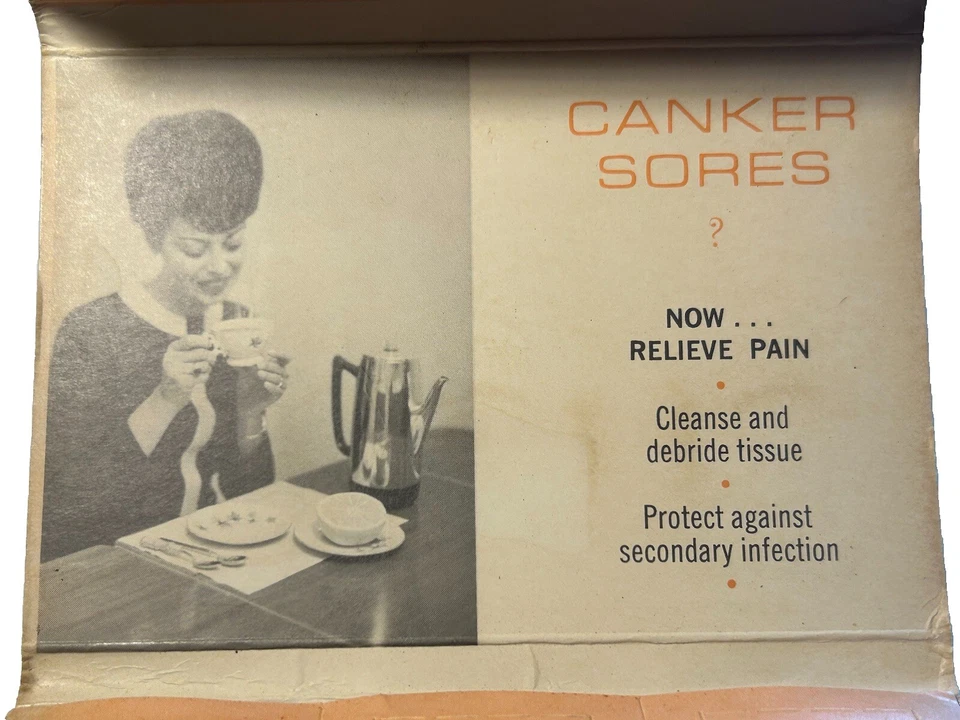 CANKER
SORES
?
NOW . . .
RELIEVE PAIN
Cleanse and
debride tissue
Protect against
secondary infection